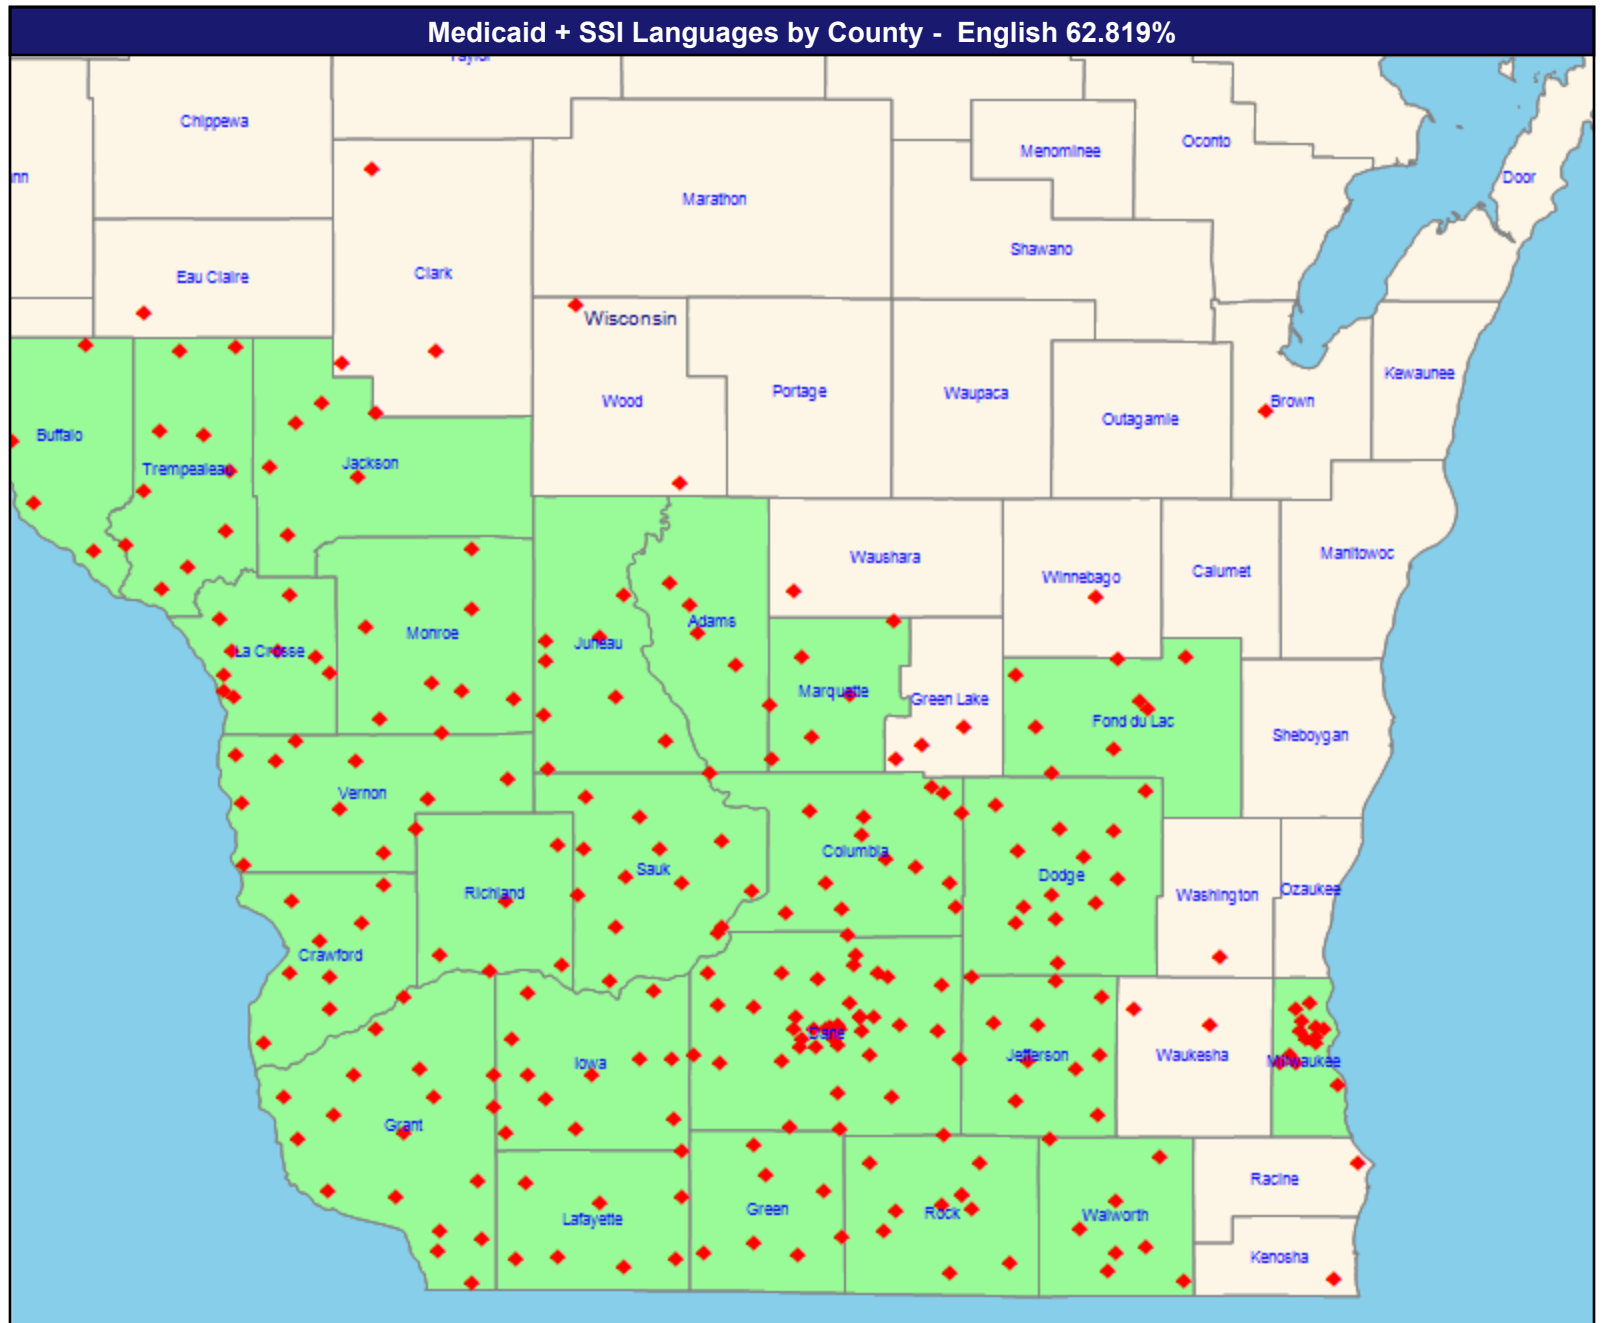 Medicaid + SSI Languages by County -  English 62.819%
Taylor
Chippewa
Oconto
Menominee
nn
Door
Marathon
Shawano
Clark
Eau Claire
Wisconsin
Kewaunee
Portage
Waupaca
Wood
Brown
Outagamie
Buffalo
Jackson
Trempealeau
Manitowoc
Waushara
Calumet
Winnebago
Adams
Monroe
Juneau
La Crosse
Marquette
Green Lake
Fond du Lac
Sheboygan
Vernon
Columbia
Sauk
Dodge
Ozaukee
Richland
Washington
Crawford
Dane
Jefferson
Waukesha
Milwaukee
Iowa
Grant
Racine
Green
Rock
Walworth
Lafayette
Kenosha